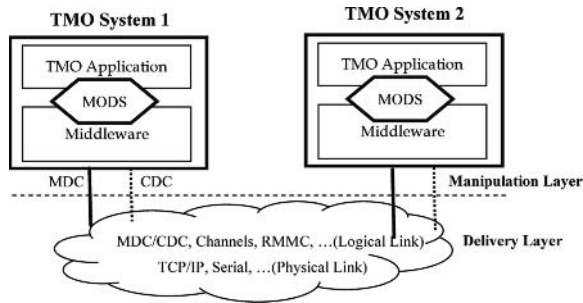 TMO System 1
TMO System 2
TMO Application
TMO Application
MODS
MODS
Middleware
Middleware
MDC
CDC
Manipulation Layer
MDC/CDC, Channels, RMMC, ...(Logical Link)
Delivery Layer
TCP/IP, Serial, ...(Physical Link)